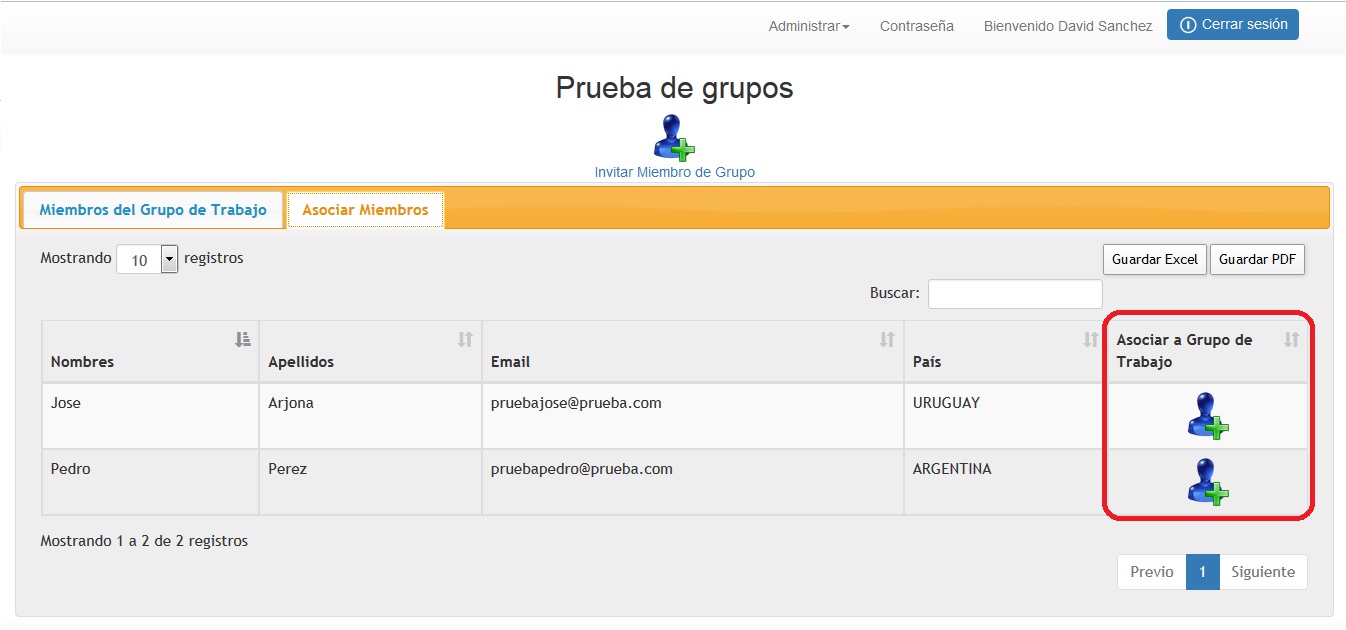 Administrar Contraseña Bienvenido David Sanchez Cerrar sesión
Prueba de grupos
Invitar Miembro de Grupo
Miembros del Grupo de Trabajo Asociar Miembros
Mostrando 10 registros Guardar Excel Guardar PDF
Buscar:
Nombres Apellidos Email País Asociar a Grupo de
Trabajo
Jose Arjona pruebajose@prueba.com URUGUAY
Pedro Perez pruebapedro@prueba.com ARGENTINA
Mostrando 1 a 2 de 2 registros
Previo 1 Siguiente